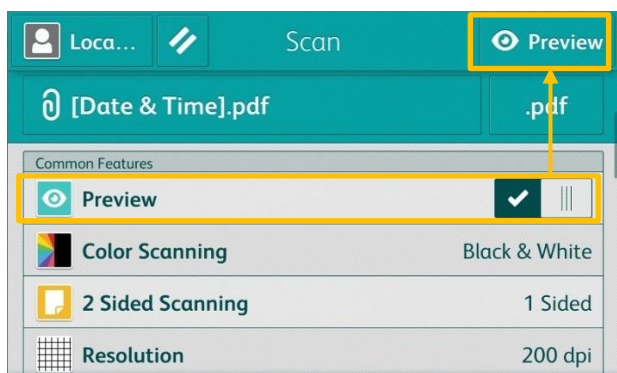 Loca... Scan Preview
[Date & Time].pdf .pdf
Common Features
Preview
Color Scanning Black & White
2 Sided Scanning 1 Sided
Resolution 200 dpi